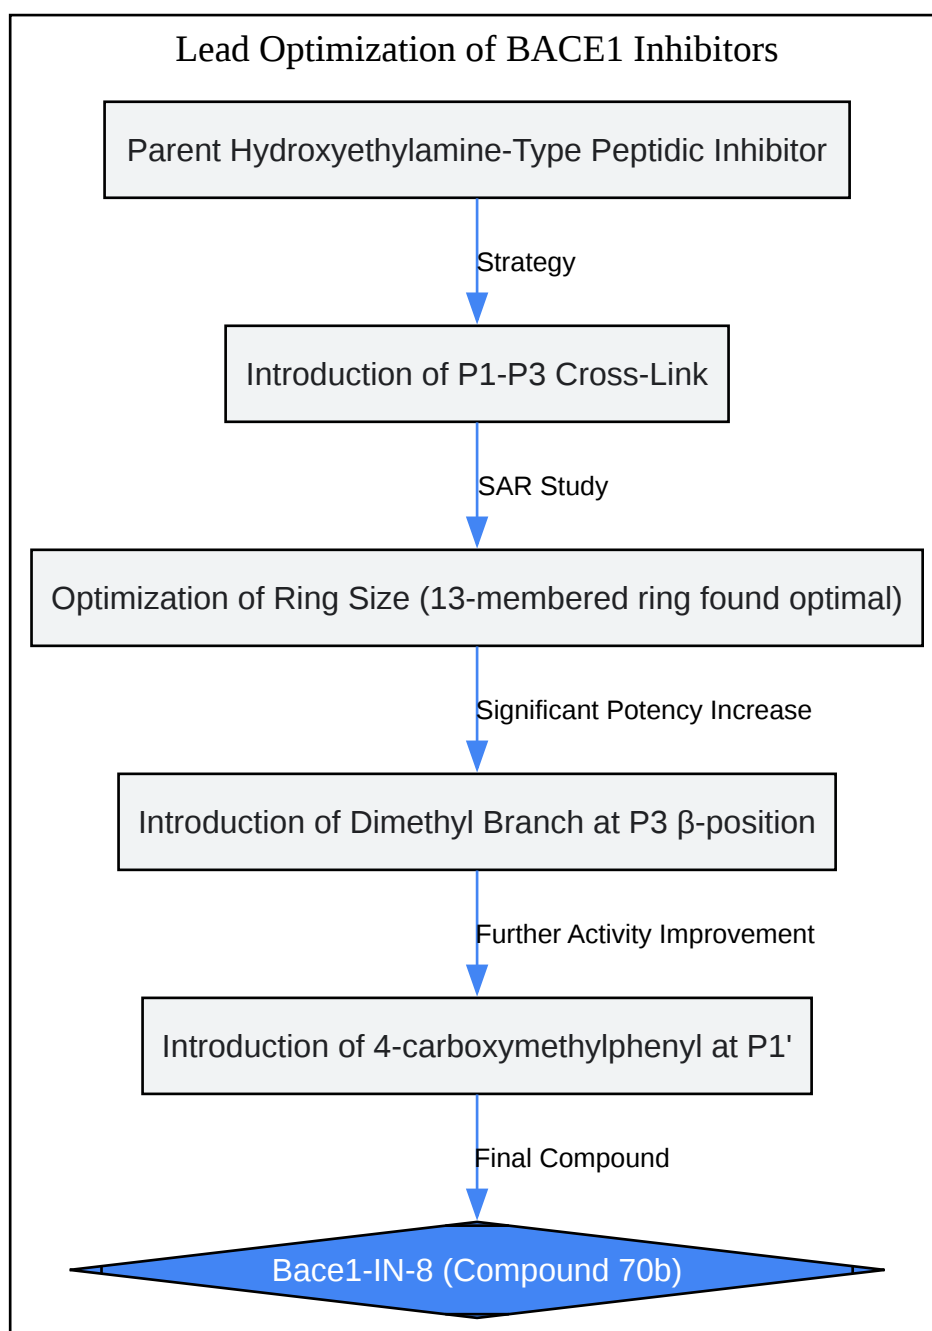 Lead Optimization of BACE1 Inhibitors
Parent Hydroxyethylamine-Type Peptidic Inhibitor
Strategy
Introduction of P1-P3 Cross-Link
SAR Study
Optimization of Ring Size (13-membered ring found optimal)
Significant Potency Increase
Introduction of Dimethyl Branch at P3 β-position
Further Activity Improvement
Introduction of 4-carboxymethylphenyl at P1'
Final Compound
Bace1-IN-8 (Compound 70b)